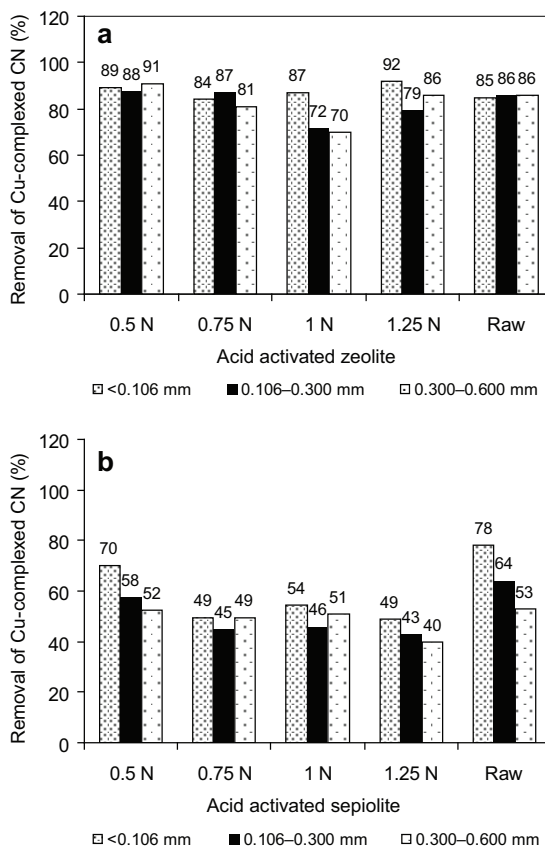 a
Removal of Cu-complexed CN (%)
120
100
80
60
40
20
0
89 88 91 84 87 81 87 72 70 92 79 86 85 86 86
0.5 N 0.75 N 1 N 1.25 N Raw
Acid activated zeolite
<0.106 mm 0.106–0.300 mm 0.300–0.600 mm
b
Removal of Cu-complexed CN (%)
120
100
80
60
40
20
0
70 58 52 49 45 49 54 46 51 49 43 40 78 64 53
0.5 N 0.75 N 1 N 1.25 N Raw
Acid activated sepiolite
<0.106 mm 0.106–0.300 mm 0.300–0.600 mm